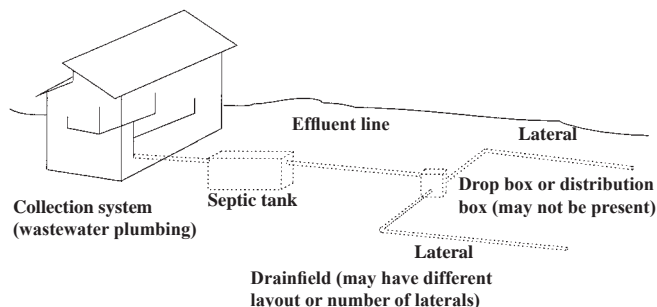 Effluent line
Lateral
Septic tank
Drop box or distribution
box (may not be present)
Collection system
(wastewater plumbing)
Lateral
Drainfield (may have different
layout or number of laterals)